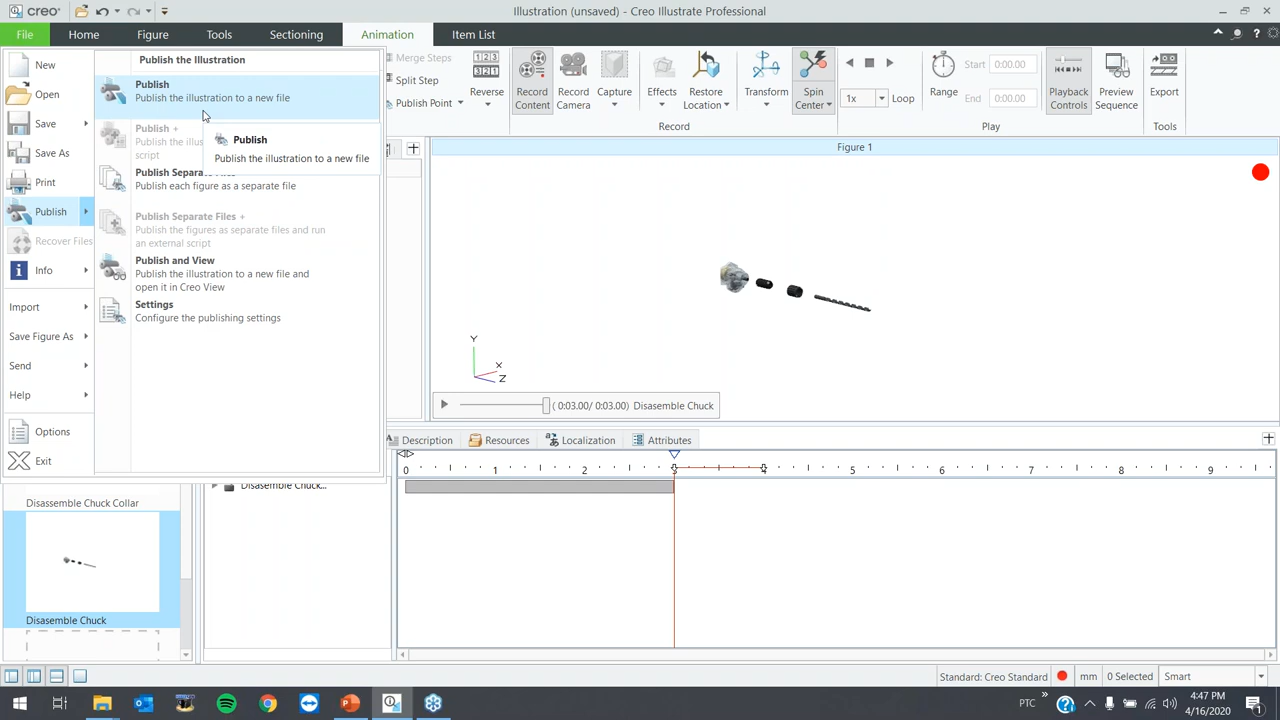 creo
Illustration (unsaved) - Creo Illustrate Professional
File
Home
Figure
Tools
Sectioning
Animation
Item List
New
Open
Save
Save As
Print
Publish
Recover Files
Info
Import
Save Figure As
Send
Help
Options
Exit
Publish the Illustration
Publish
Publish the illustration to a new file
Publish +
Publish the illus
script
Publish
Publish the illustration to a new file
Publish Separate Files
Publish each figure as a separate file
Publish Separate Files +
Publish the figures as separate files and run
an external script
Publish and View
Publish the illustration to a new file and
open it in Creo View
Settings
Configure the publishing settings
Merge Steps
Split Step
Publish Point
Reverse
Record
Content
Record
Camera
Capture
Effects
Restore
Location
Transform
Spin
Center
1x
Loop
Range
Start
0:00.00
End
0:00.00
Playback
Controls
Preview
Sequence
Export
Record
Play
Tools
Figure 1
Y
X
Z
( 0:03.00/ 0:03.00) Disasemble Chuck
Description
Resources
Localization
Attributes
0 1 2 3 4 5 6 7 8 9
Disasemble Chuck...
Disassemble Chuck Collar
Disasemble Chuck
Standard: Creo Standard
mm
0 Selected
Smart
PTC
4:47 PM
4/16/2020